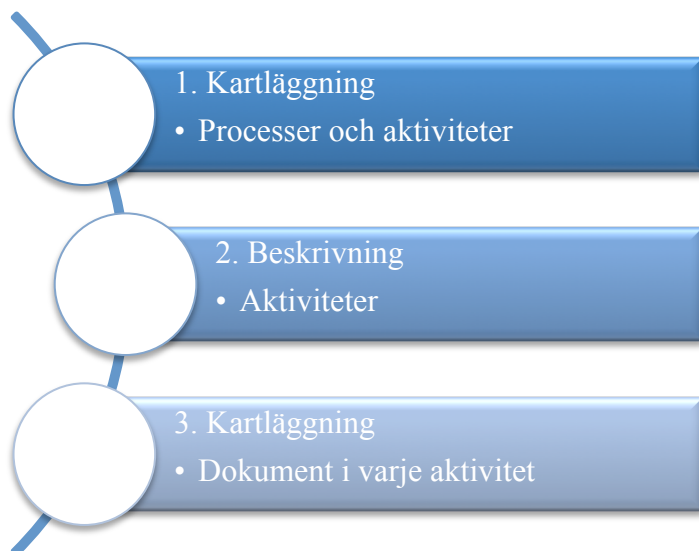 1. Kartläggning
• Processer och aktiviteter
2. Beskrivning
• Aktiviteter
3. Kartläggning
• Dokument i varje aktivitet